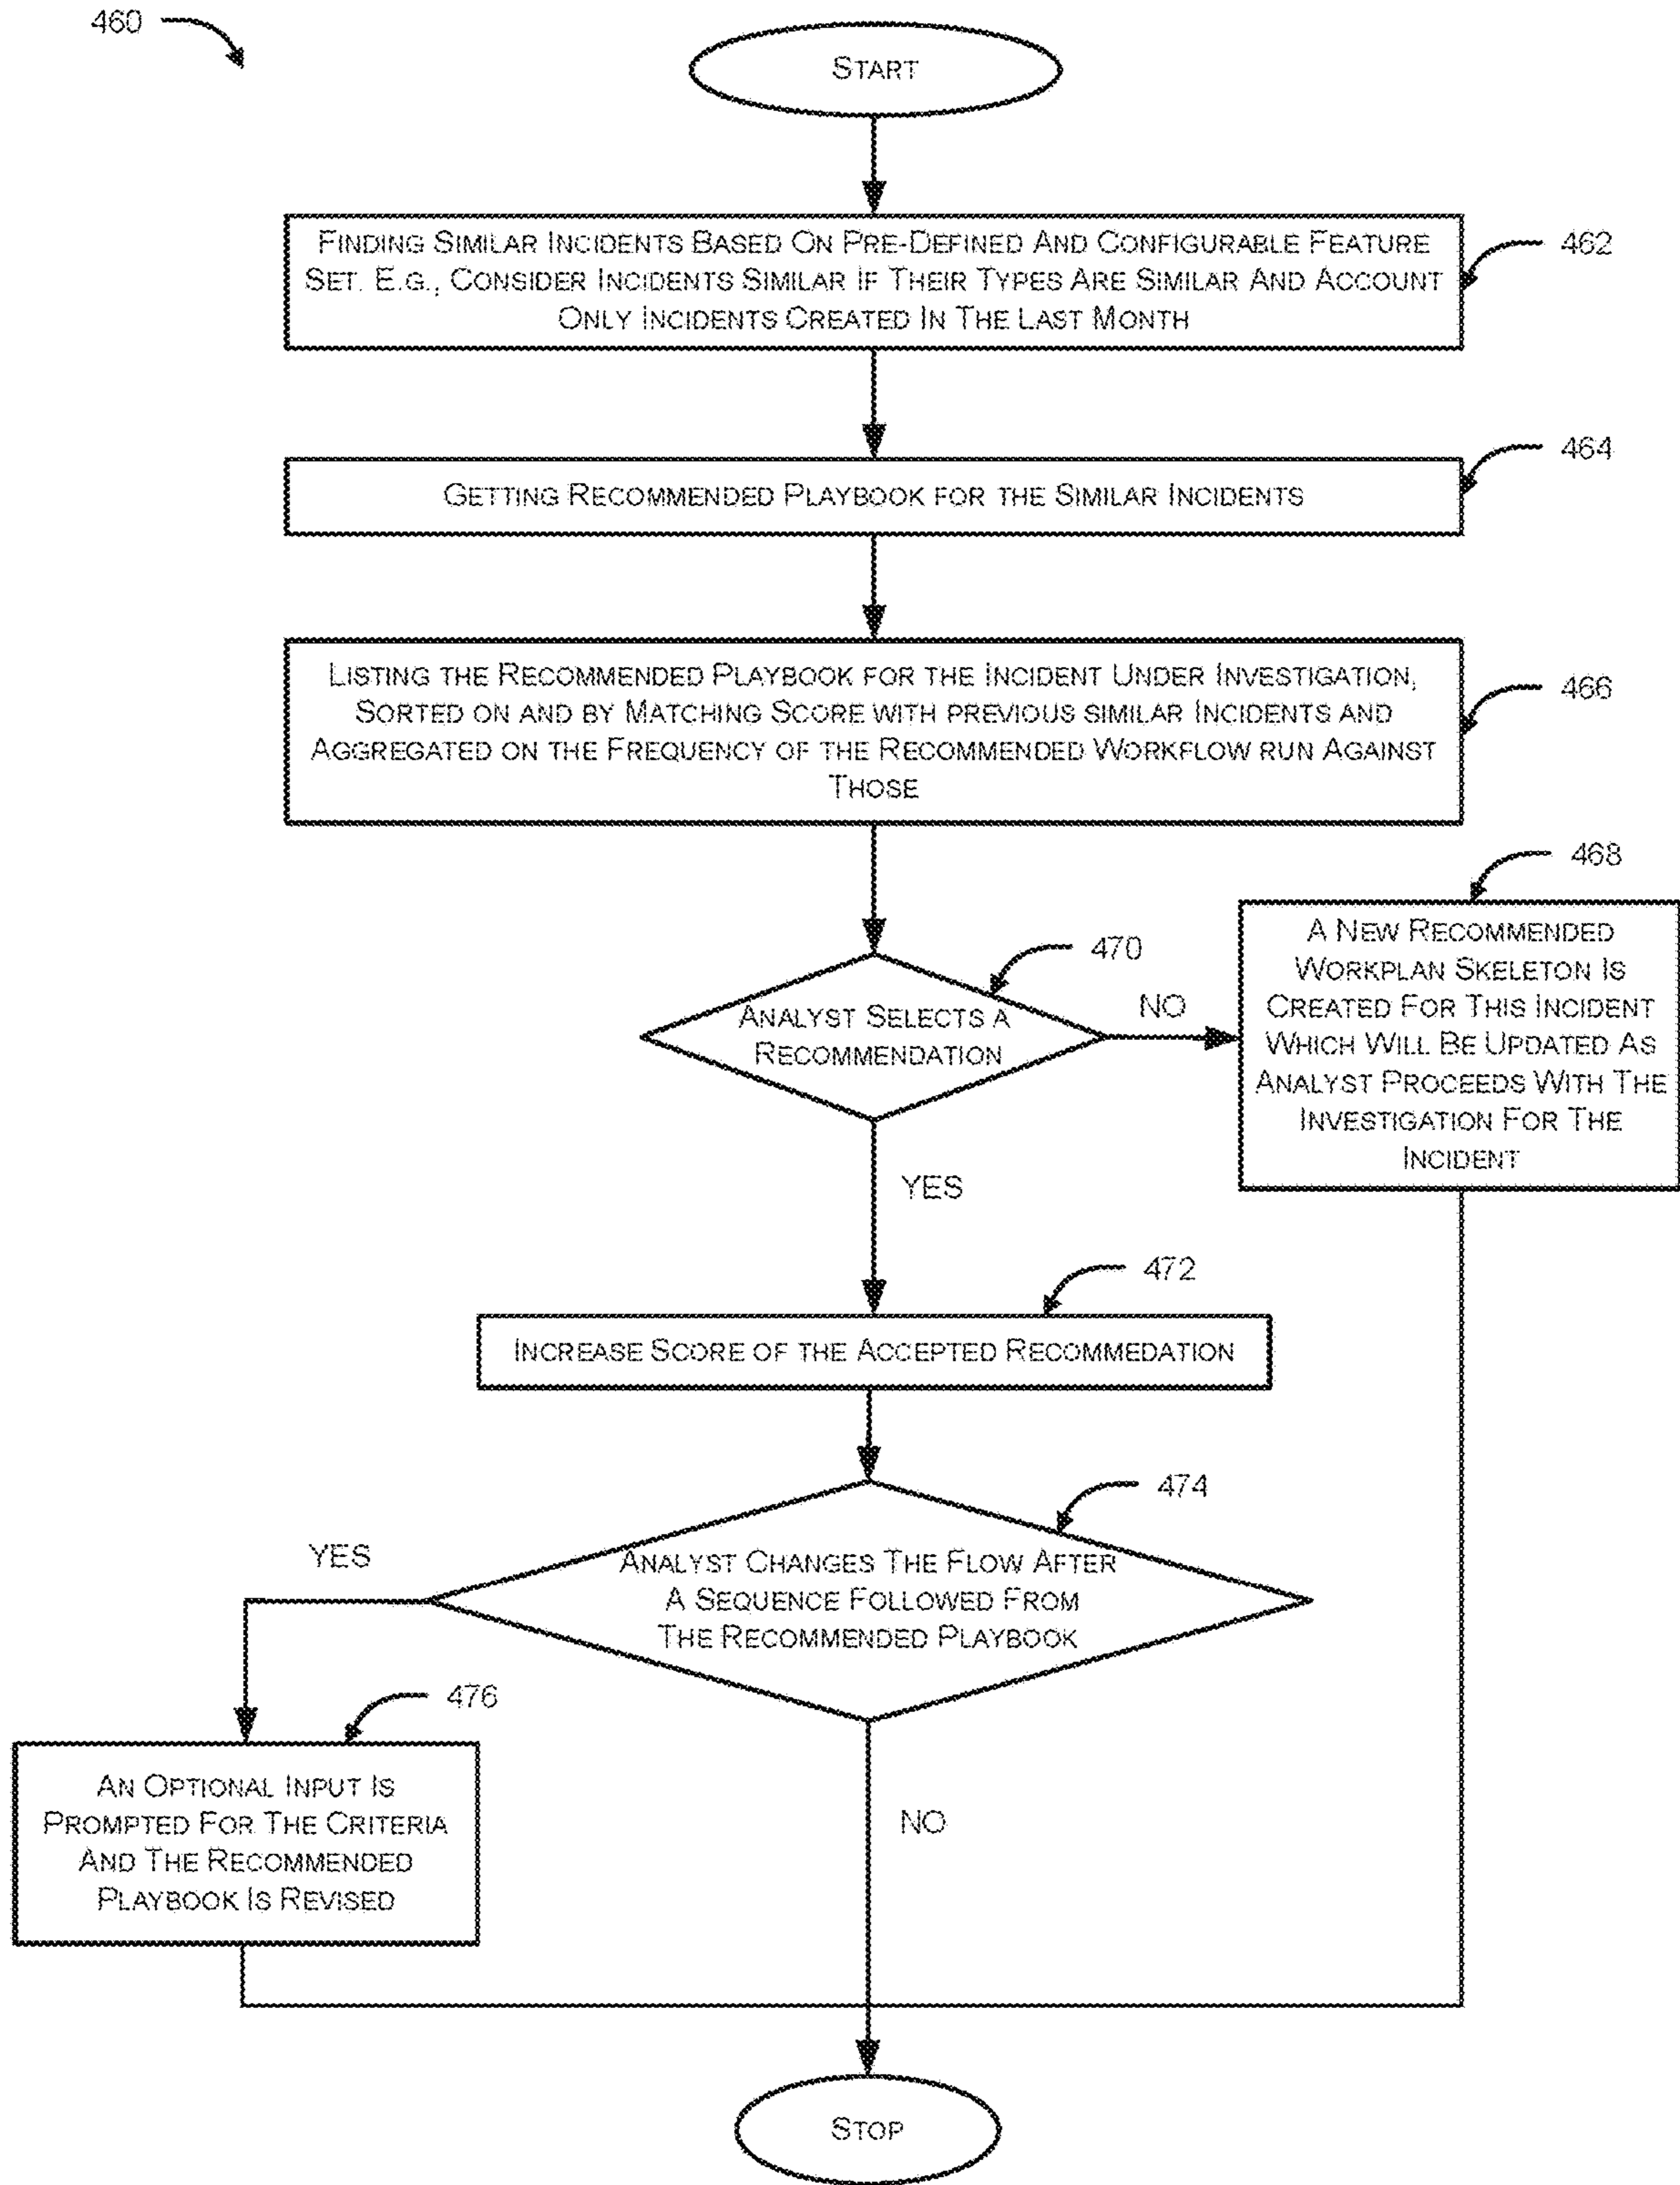 460
START
FINDING SIMILAR INCIDENTS BASED ON PRE-DEFINED AND CONFIGURABLE FEATURE
SET. E.G., CONSIDER INCIDENTS SIMILAR IF THEIR TYPES ARE SIMILAR AND ACCOUNT
ONLY INCIDENTS CREATED IN THE LAST MONTH
462
GETTING RECOMMENDED PLAYBOOK FOR THE SIMILAR INCIDENTS
464
LISTING THE RECOMMENDED PLAYBOOK FOR THE INCIDENT UNDER INVESTIGATION,
SORTED ON AND BY MATCHING SCORE WITH PREVIOUS SIMILAR INCIDENTS AND
AGGREGATED ON THE FREQUENCY OF THE RECOMMENDED WORKFLOW RUN AGAINST
THOSE
466
468
A NEW RECOMMENDED
WORKPLAN SKELETON IS
CREATED FOR THIS INCIDENT
WHICH WILL BE UPDATED AS
ANALYST PROCEEDS WITH THE
INVESTIGATION FOR THE
INCIDENT
470
ANALYST SELECTS A
RECOMMENDATION
NO
YES
472
INCREASE SCORE OF THE ACCEPTED RECOMMEDATION
474
ANALYST CHANGES THE FLOW AFTER
A SEQUENCE FOLLOWED FROM
THE RECOMMENDED PLAYBOOK
YES
476
AN OPTIONAL INPUT IS
PROMPTED FOR THE CRITERIA
AND THE RECOMMENDED
PLAYBOOK IS REVISED
NO
STOP